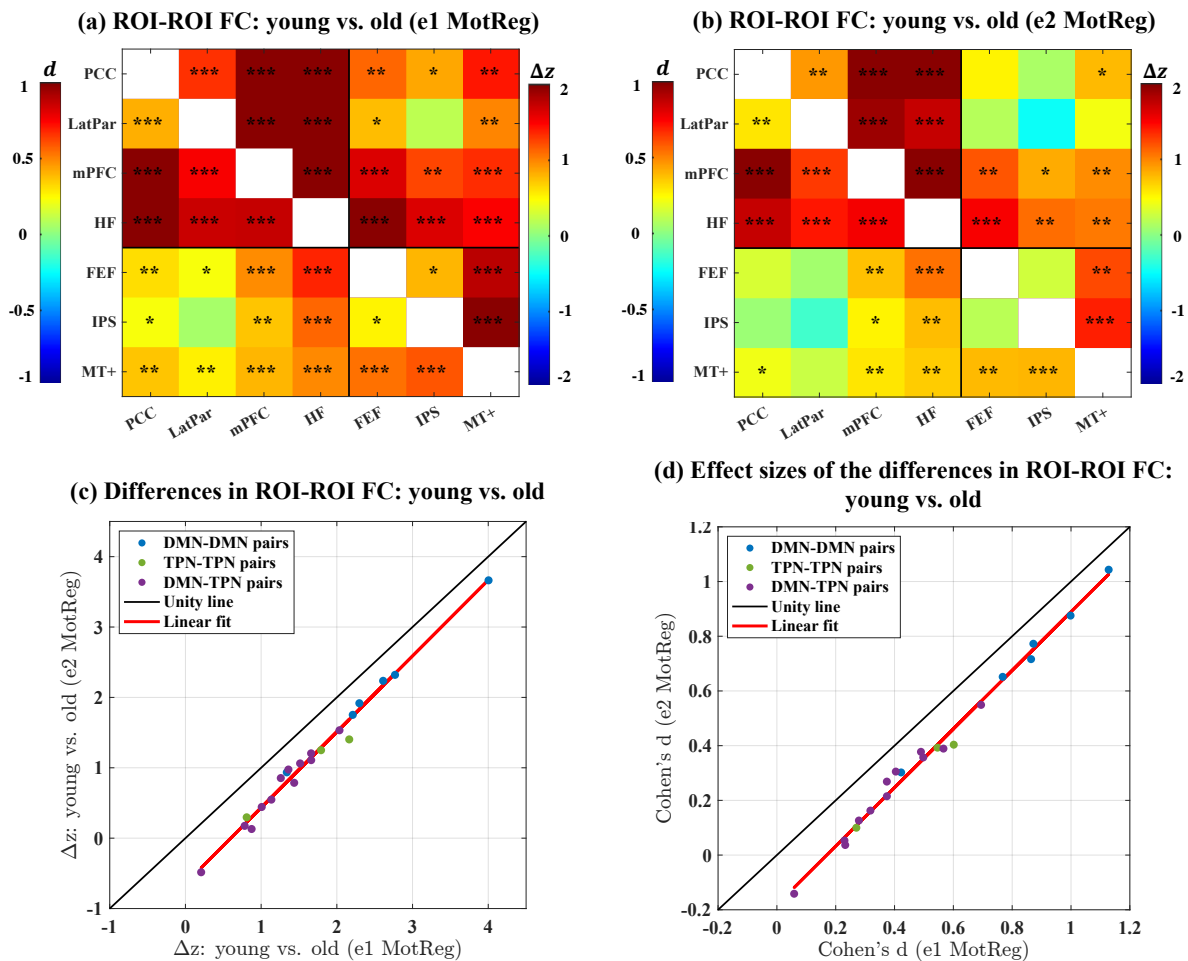 (a) ROI-ROI FC: young vs. old (e1 MotReg)
(b) ROI-ROI FC: young vs. old (e2 MotReg)
d
1
0.5
0
-0.5
-1
PCC *** *** *** ** * ***
LatPar *** *** *** * **
mPFC *** *** *** *** ** ***
HF *** *** *** *** *** ***
FEF ** * *** *** * ***
IPS * ** *** * ***
MT+ ** ** *** *** *** ***
PCC LatPar mPFC HF FEF IPS MT+
Δz
2
1
0
-1
-2
d
1
0.5
0
-0.5
-1
PCC ** *** *** *
LatPar ** *** ***
mPFC *** *** *** ** * **
HF *** *** *** *** ** **
FEF ** *** **
IPS * ** ***
MT+ * ** ** ** ***
PCC LatPar mPFC HF FEF IPS MT+
Δz
2
1
0
-1
-2
(c) Differences in ROI-ROI FC: young vs. old
DMN-DMN pairs
TPN-TPN pairs
DMN-TPN pairs
Unity line
Linear fit
Δz: young vs. old (e2 MotReg)
4
3
2
1
0
-1
-1 0 1 2 3 4
Δz: young vs. old (e1 MotReg)
(d) Effect sizes of the differences in ROI-ROI FC:
young vs. old
DMN-DMN pairs
TPN-TPN pairs
DMN-TPN pairs
Unity line
Linear fit
Cohen's d (e2 MotReg)
1.2
1
0.8
0.6
0.4
0.2
0
-0.2
-0.2 0 0.2 0.4 0.6 0.8 1 1.2
Cohen's d (e1 MotReg)